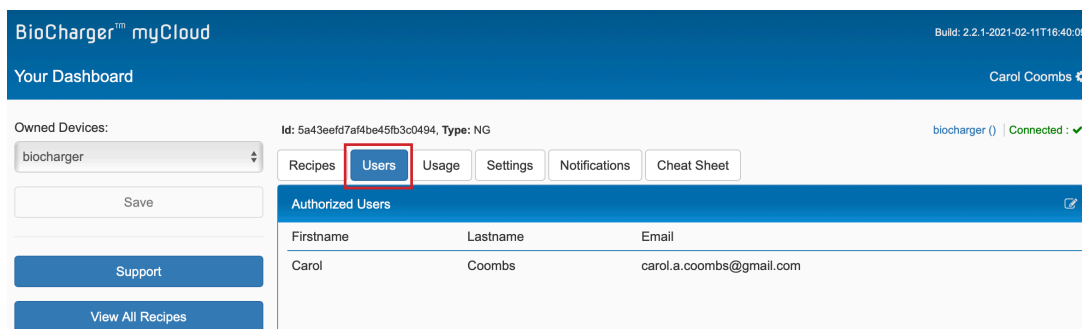 BioCharger™ myCloud
Build: 2.2.1-2021-02-11T16:40:09
Your Dashboard
Carol Coombs
Owned Devices:
Id: 5a43eefd7af4be45fb3c0494, Type: NG
biocharger () | Connected :
biocharger
Recipes Users Usage Settings Notifications Cheat Sheet
Save
Authorized Users
Firstname Lastname Email
Carol Coombs carol.a.coombs@gmail.com
Support
View All Recipes